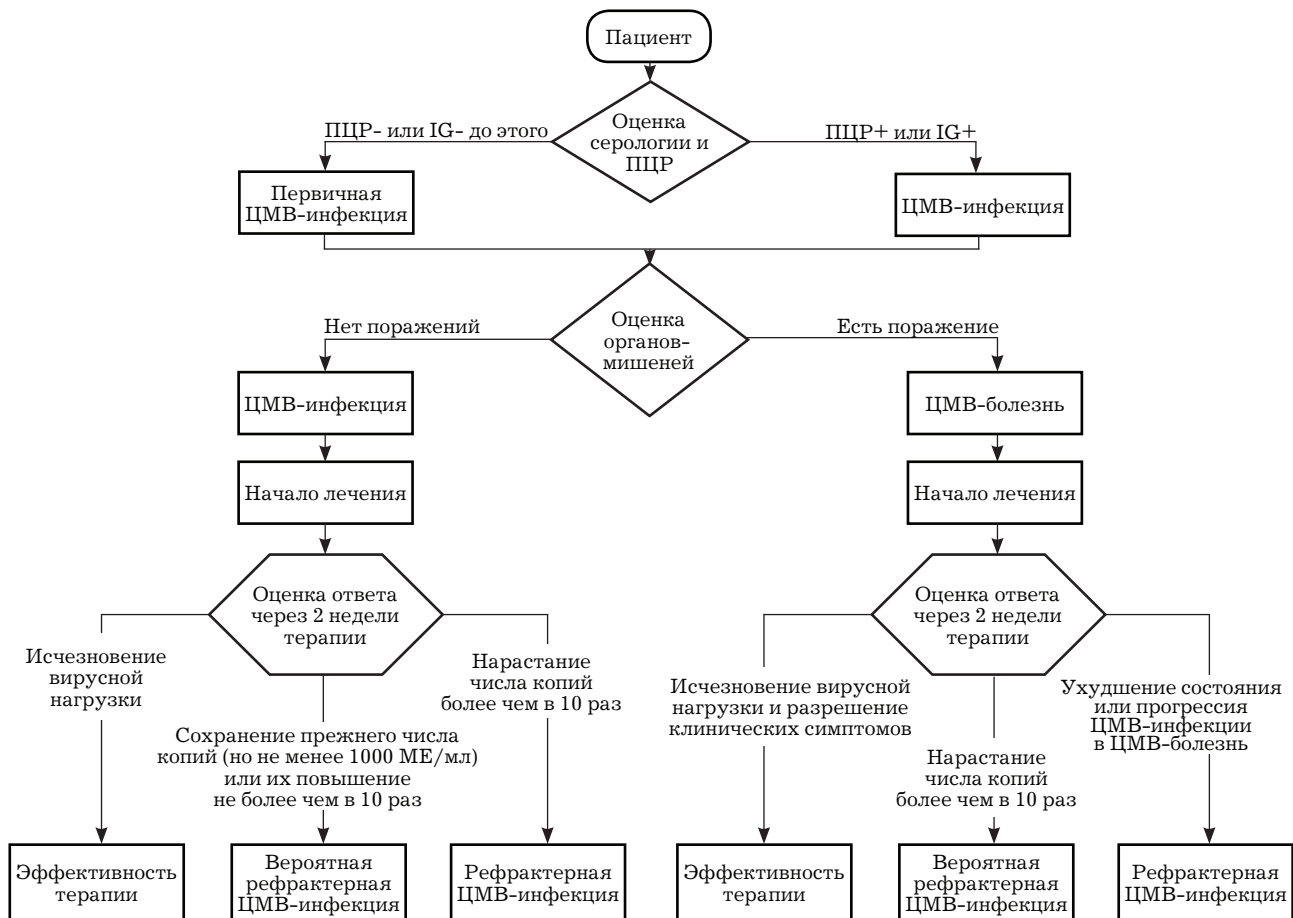 Пациент
Оценка
серологии и
ПЦР
ПЦР- или IG- до этого
ПЦР+ или IG+
Первичная
ЦМВ-инфекция
ЦМВ-инфекция
Оценка
органов-
мишеней
Нет поражений
Есть поражение
ЦМВ-инфекция
ЦМВ-болезнь
Начало лечения
Начало лечения
Оценка ответа
через 2 недели
терапии
Оценка ответа
через 2 недели
терапии
Исчезновение
вирусной
нагрузки
Сохранение прежнего числа
копий (но не менее 1000 МЕ/мл)
или их повышение
не более чем в 10 раз
Нарастание
числа копий
более чем в 10 раз
Исчезновение вирусной
нагрузки и разрешение
клинических симптомов
Нарастание
числа копий
более чем в 10 раз
Ухудшение состояния
или прогрессия
ЦМВ-инфекции
в ЦМВ-болезнь
Эффективность
терапии
Вероятная
рефрактерная
ЦМВ-инфекция
Рефрактерная
ЦМВ-инфекция
Эффективность
терапии
Вероятная
рефрактерная
ЦМВ-инфекция
Рефрактерная
ЦМВ-инфекция